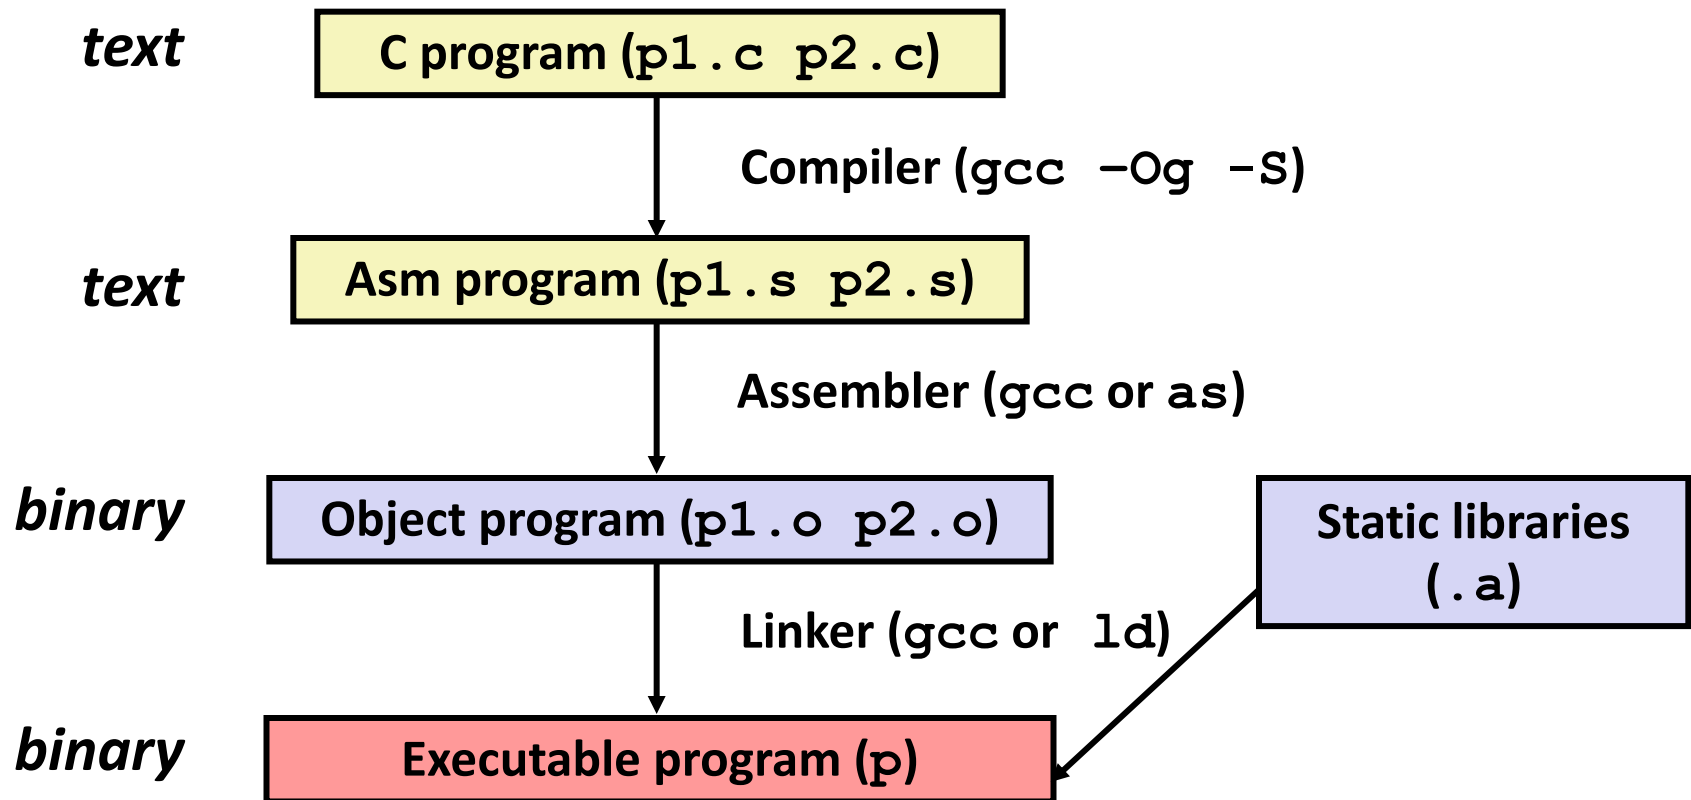 text
C program (p1.c p2.c)
Compiler (gcc –Og -S)
text
Asm program (p1.s p2.s)
Assembler (gcc or as)
binary
Object program (p1.o p2.o)
Static libraries
(.a)
Linker (gcc or ld)
binary
Executable program (p)